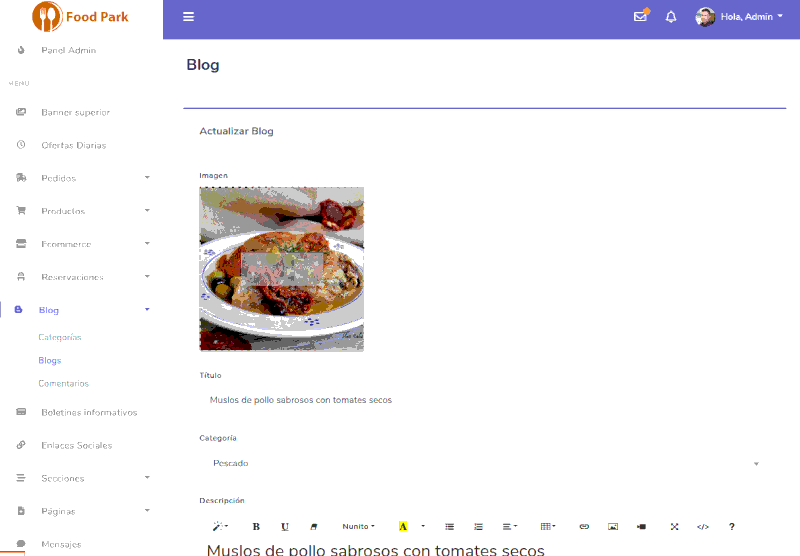 Food Park
Hola, Admin
Panel Admin
MENU
Banner superior
Ofertas Diarias
Pedidos
Productos
Ecommerce
Reservaciones
Blog
Categorías
Blogs
Comentarios
Boletines informativos
Enlaces Sociales
Secciones
Páginas
Mensajes
Blog
Actualizar Blog
Imagen
Título
Muslos de pollo sabrosos con tomates secos
Categoría
Pescado
Descripción
B U Nunito A </> ?
Muslos de pollo sabrosos con tomates secos